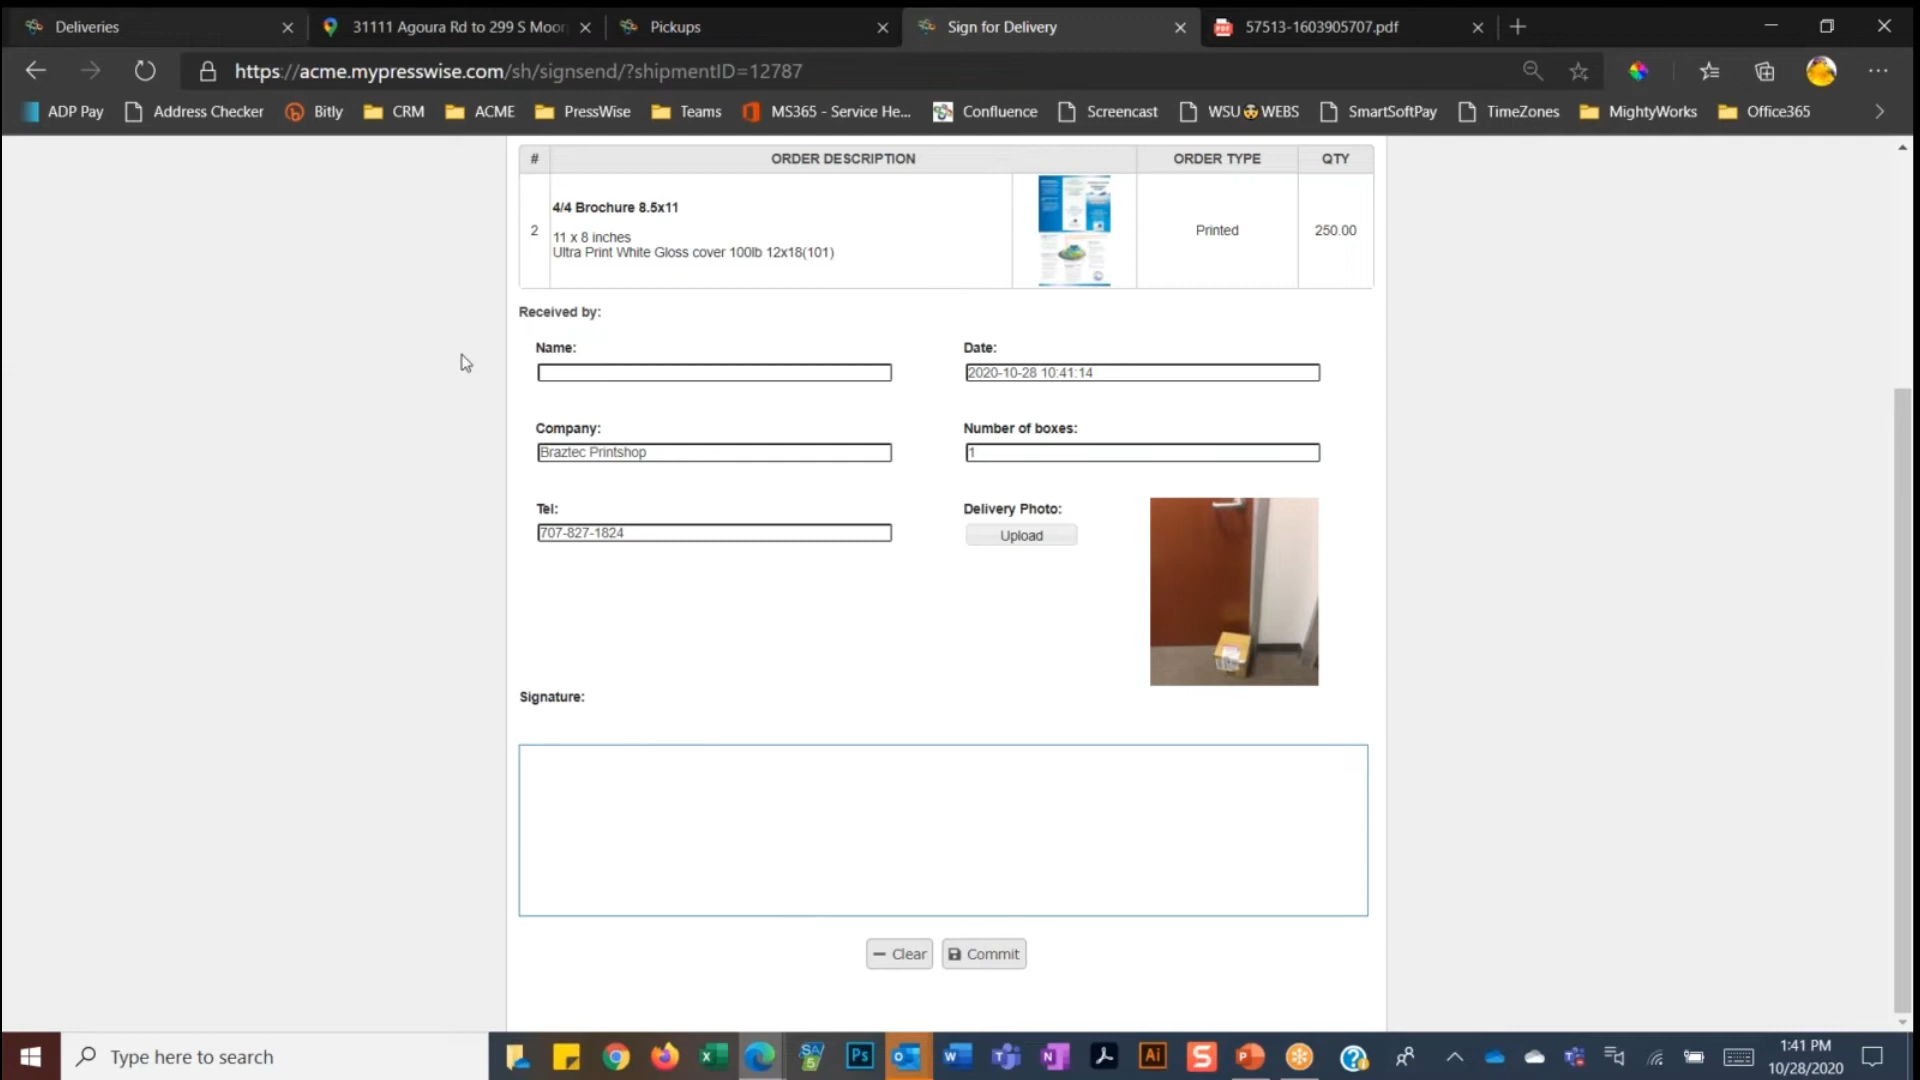 Deliveries
31111 Agoura Rd to 299 S Moor
Pickups
Sign for Delivery
57513-1603905707.pdf
https://acme.mypresswise.com/sh/signsend/?shipmentID=12787
ADP Pay
Address Checker
Bitly
CRM
ACME
PressWise
Teams
MS365 - Service He...
Confluence
Screencast
WSU WEBS
SmartSoftPay
TimeZones
MightyWorks
Office365
# ORDER DESCRIPTION ORDER TYPE QTY
4/4 Brochure 8.5x11
2 Printed 250.00
11 x 8 inches
Ultra Print White Gloss cover 100lb 12x18(101)
Received by:
Name: Date:
2020-10-28 10:41:14
Company: Number of boxes:
Braztec Printshop 1
Tel: Delivery Photo:
707-827-1824 Upload
Signature:
Clear Commit
Type here to search
1:41 PM
10/28/2020